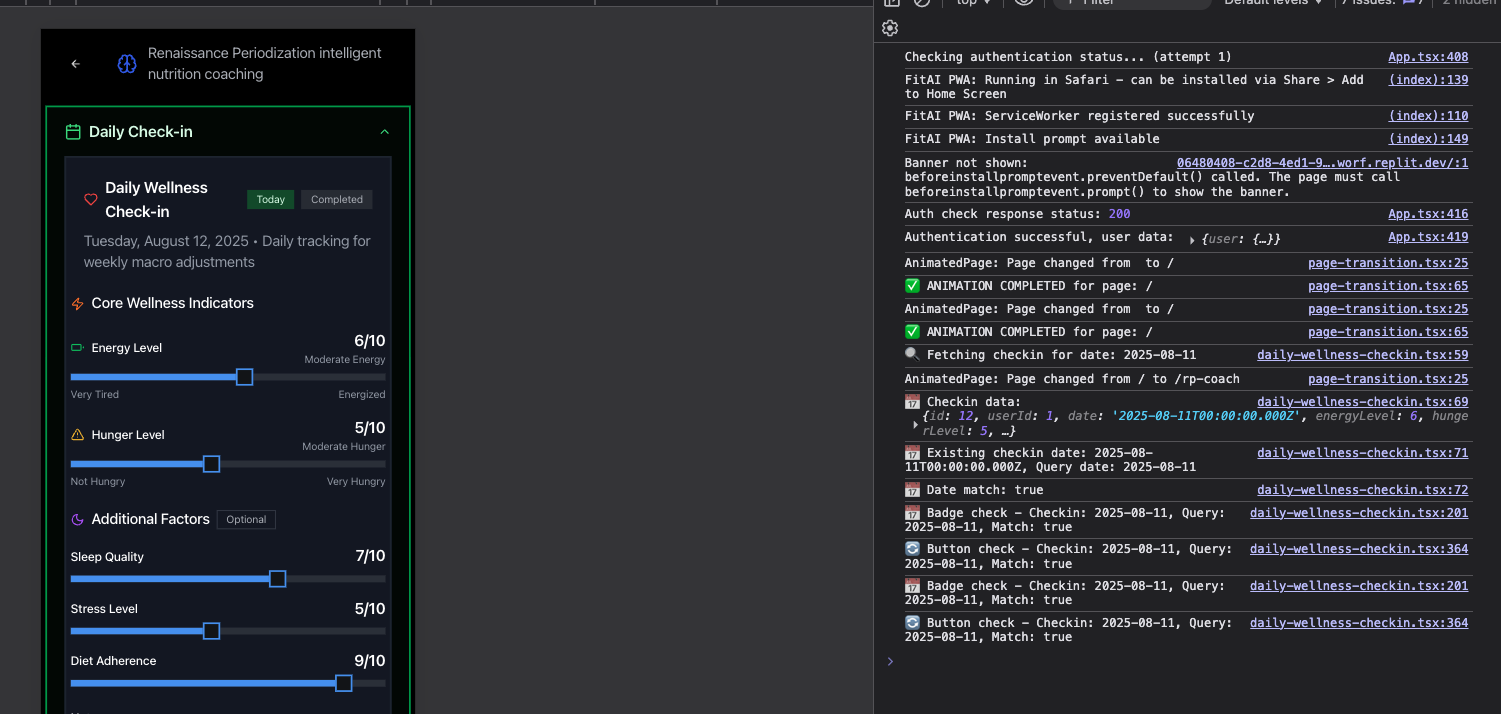 top
Filter
Default levels
7 Issues:
7
2 hidden
Renaissance Periodization intelligent
nutrition coaching
Daily Check-in
Daily Wellness
Check-in
Today
Completed
Tuesday, August 12, 2025 • Daily tracking for
weekly macro adjustments
Core Wellness Indicators
Energy Level
6/10
Moderate Energy
Very Tired
Energized
Hunger Level
5/10
Moderate Hunger
Not Hungry
Very Hungry
Additional Factors
Optional
Sleep Quality
7/10
Stress Level
5/10
Diet Adherence
9/10
Checking authentication status... (attempt 1)
App.tsx:408
FitAI PWA: Running in Safari - can be installed via Share > Add
to Home Screen
(index):139
FitAI PWA: ServiceWorker registered successfully
(index):110
FitAI PWA: Install prompt available
(index):149
Banner not shown:
06480408-c2d8-4ed1-9….worf.replit.dev/:1
beforeinstallpromptevent.preventDefault() called. The page must call
beforeinstallpromptevent.prompt() to show the banner.
Auth check response status: 200
App.tsx:416
Authentication successful, user data: {user: {…}}
App.tsx:419
AnimatedPage: Page changed from  to /
page-transition.tsx:25
✅ ANIMATION COMPLETED for page: /
page-transition.tsx:65
AnimatedPage: Page changed from  to /
page-transition.tsx:25
✅ ANIMATION COMPLETED for page: /
page-transition.tsx:65
🔍 Fetching checkin for date: 2025-08-11
daily-wellness-checkin.tsx:59
AnimatedPage: Page changed from / to /rp-coach
page-transition.tsx:25
📅 Checkin data:
daily-wellness-checkin.tsx:69
{id: 12, userId: 1, date: '2025-08-11T00:00:00.000Z', energyLevel: 6, hunge
rLevel: 5, …}
📅 Existing checkin date: 2025-08-
11T00:00:00.000Z, Query date: 2025-08-11
daily-wellness-checkin.tsx:71
📅 Date match: true
daily-wellness-checkin.tsx:72
📅 Badge check - Checkin: 2025-08-11, Query:
2025-08-11, Match: true
daily-wellness-checkin.tsx:201
🔄 Button check - Checkin: 2025-08-11, Query:
2025-08-11, Match: true
daily-wellness-checkin.tsx:364
📅 Badge check - Checkin: 2025-08-11, Query:
2025-08-11, Match: true
daily-wellness-checkin.tsx:201
🔄 Button check - Checkin: 2025-08-11, Query:
2025-08-11, Match: true
daily-wellness-checkin.tsx:364